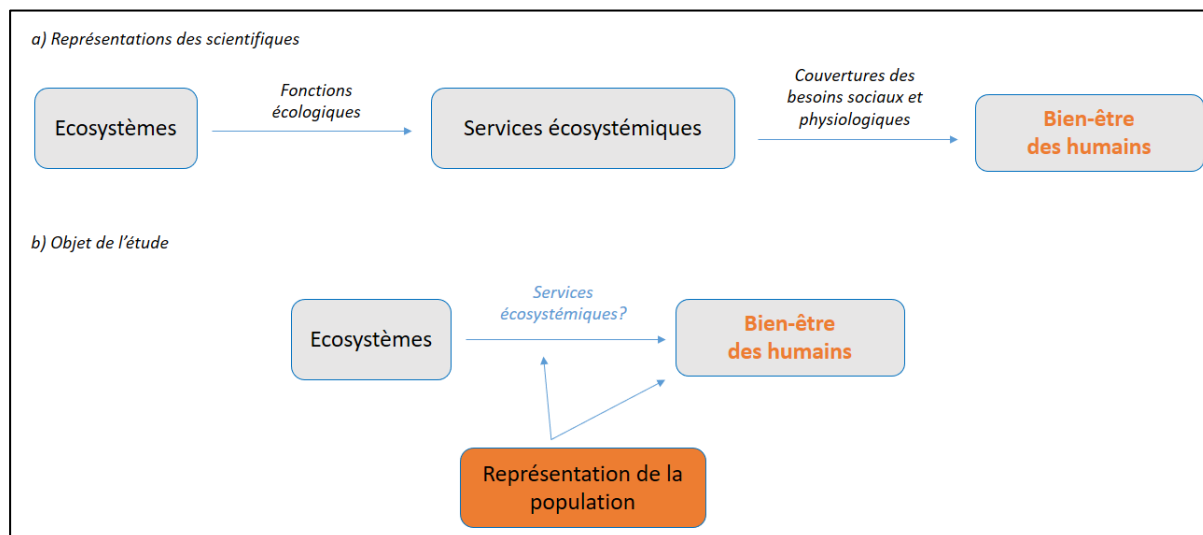 a) Représentations des scientifiques
Fonctions
écologiques
Couvertures des
besoins sociaux et
physiologiques
Ecosystèmes
Services écosystémiques
Bien-être
des humains
b) Objet de l'étude
Services
écosystémiques?
Ecosystèmes
Bien-être
des humains
Représentation de la
population